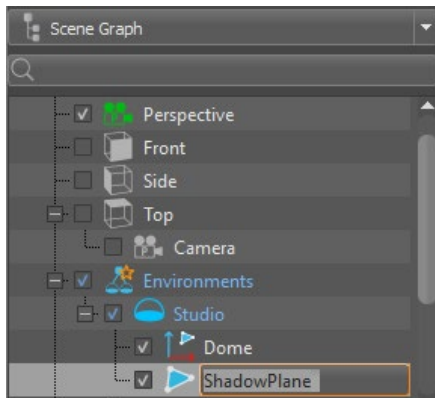 Scene Graph
Perspective
Front
Side
Top
Camera
Environments
Studio
Dome
ShadowPlane